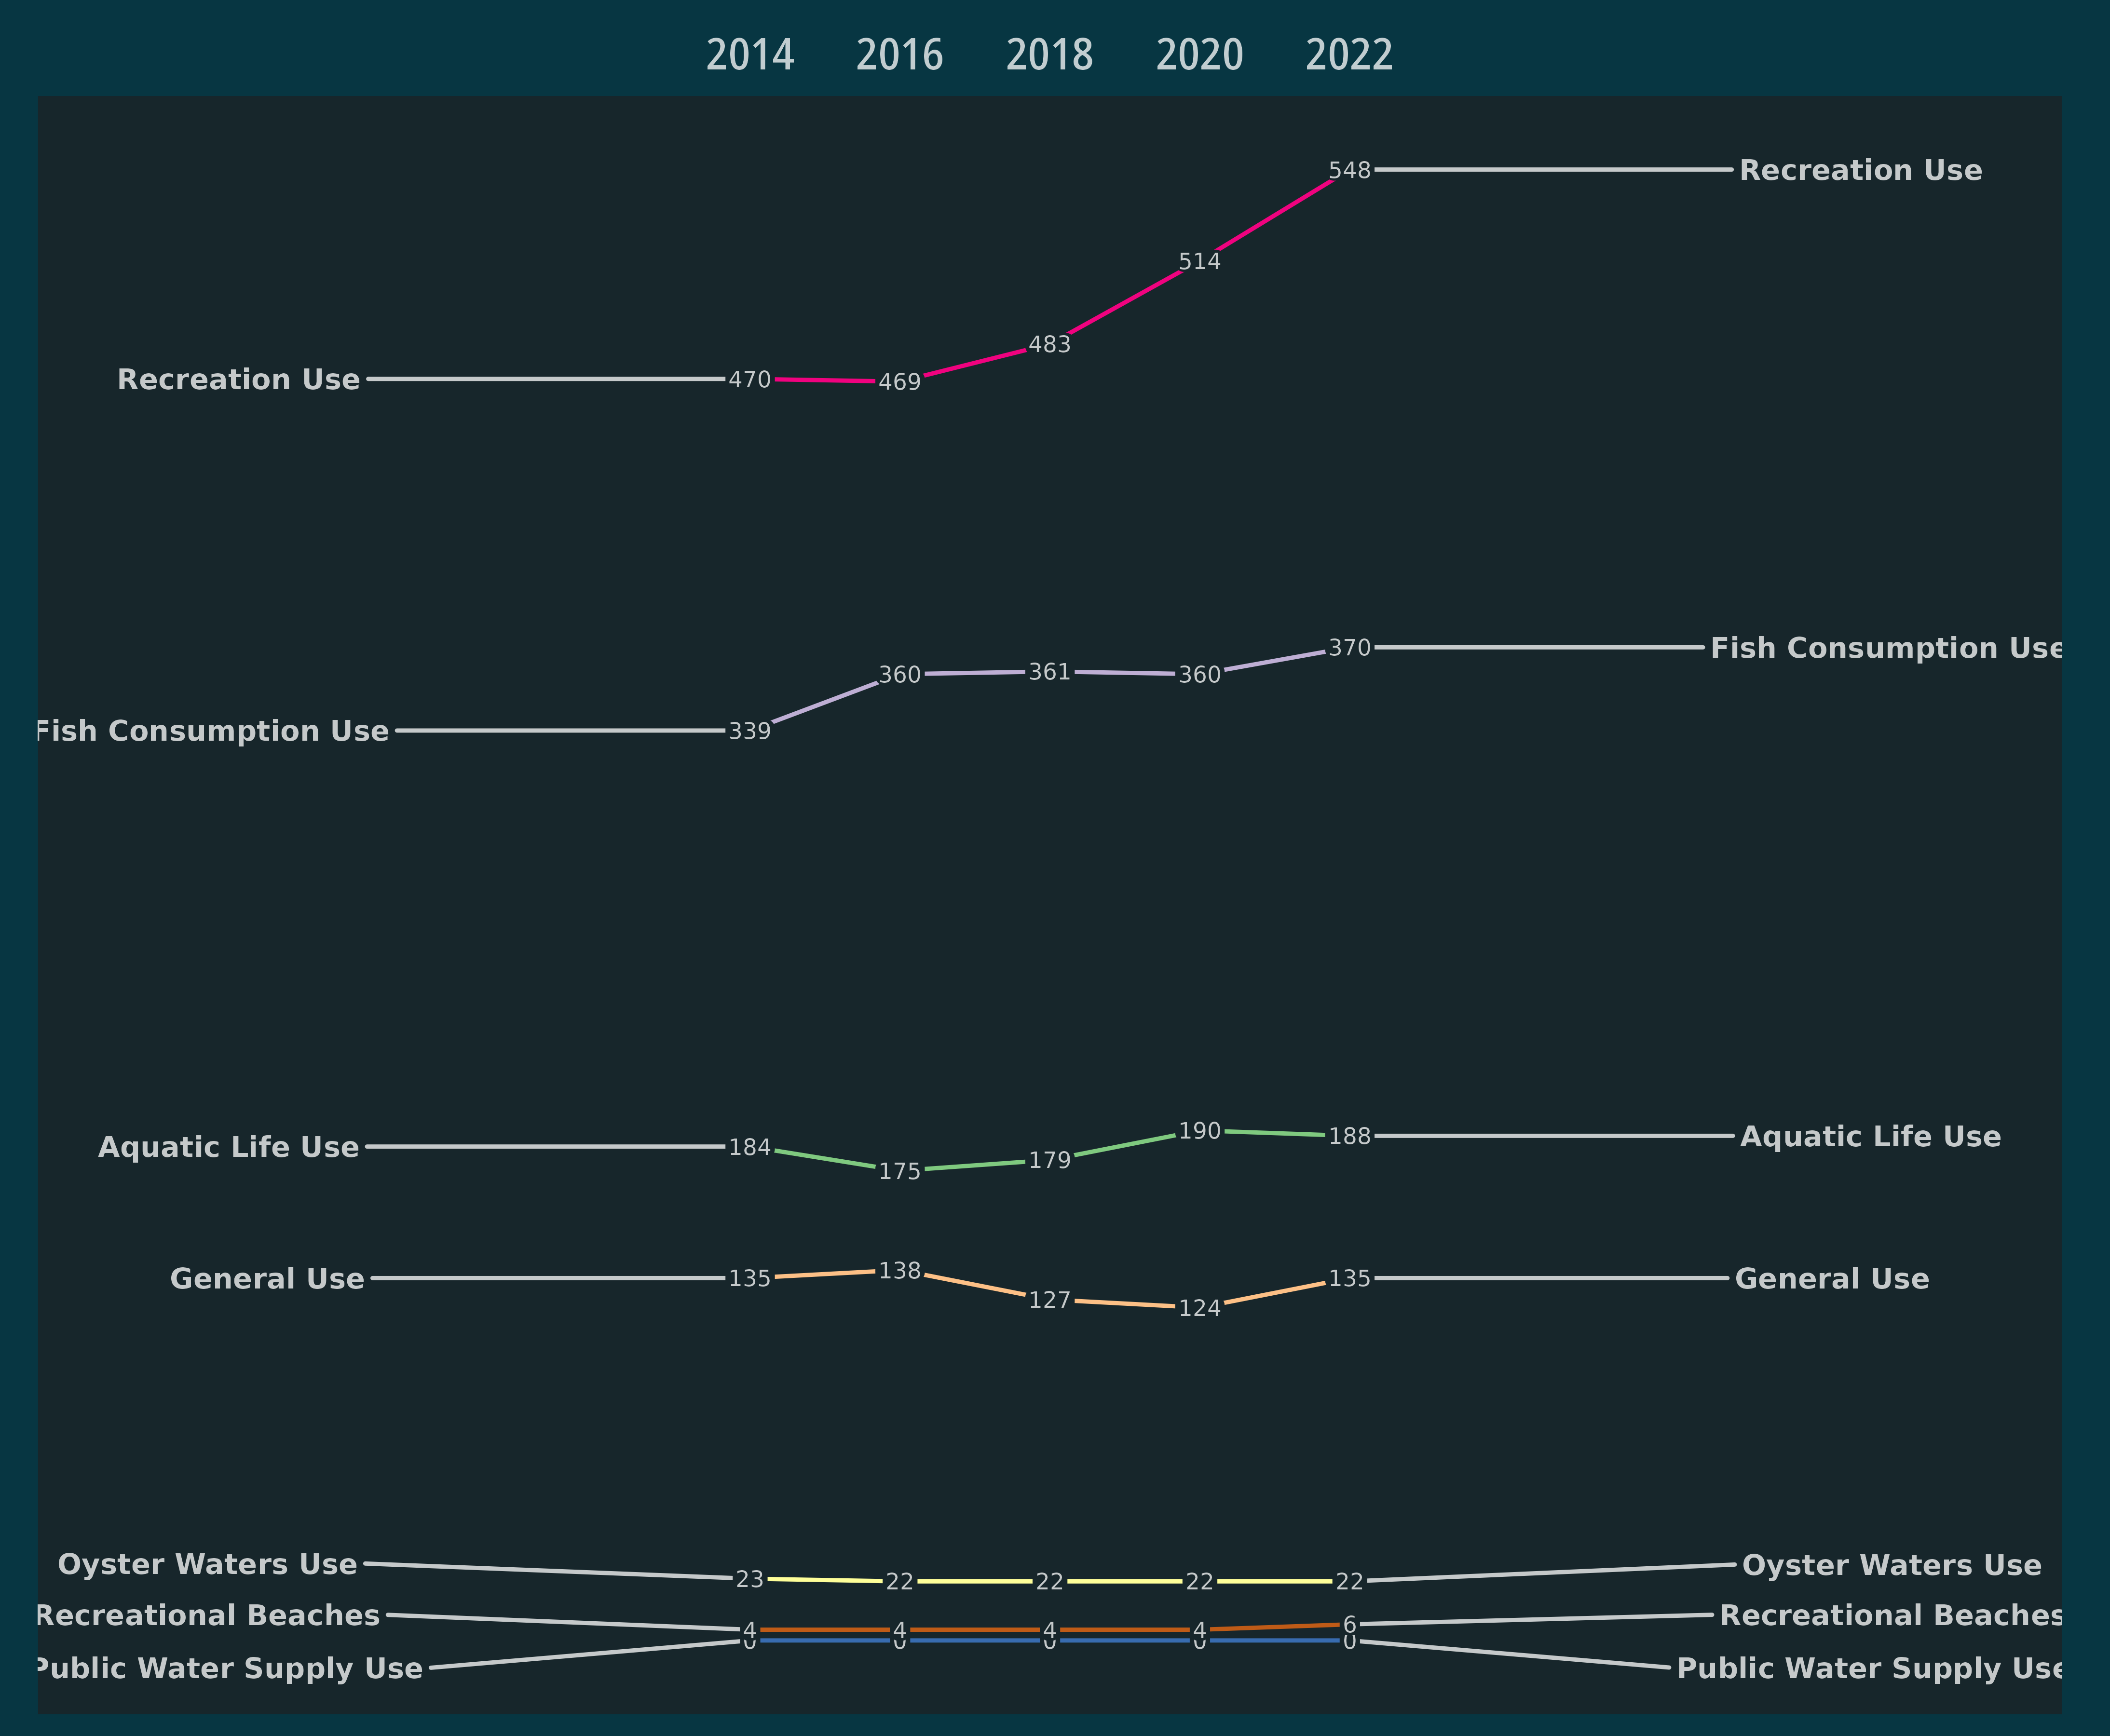 2014 2016 2018 2020 2022
548 Recreation Use
514
483
Recreation Use 470 469
370 Fish Consumption Use
360 361 360
Fish Consumption Use 339
190
188 Aquatic Life Use
Aquatic Life Use 184 175 179
General Use 135 138 127 124 135 General Use
Oyster Waters Use 23 22 22 22 22 Oyster Waters Use
Recreational Beaches 4 4 4 4 6 Recreational Beaches
Public Water Supply Use 0 0 0 0 0 Public Water Supply Use